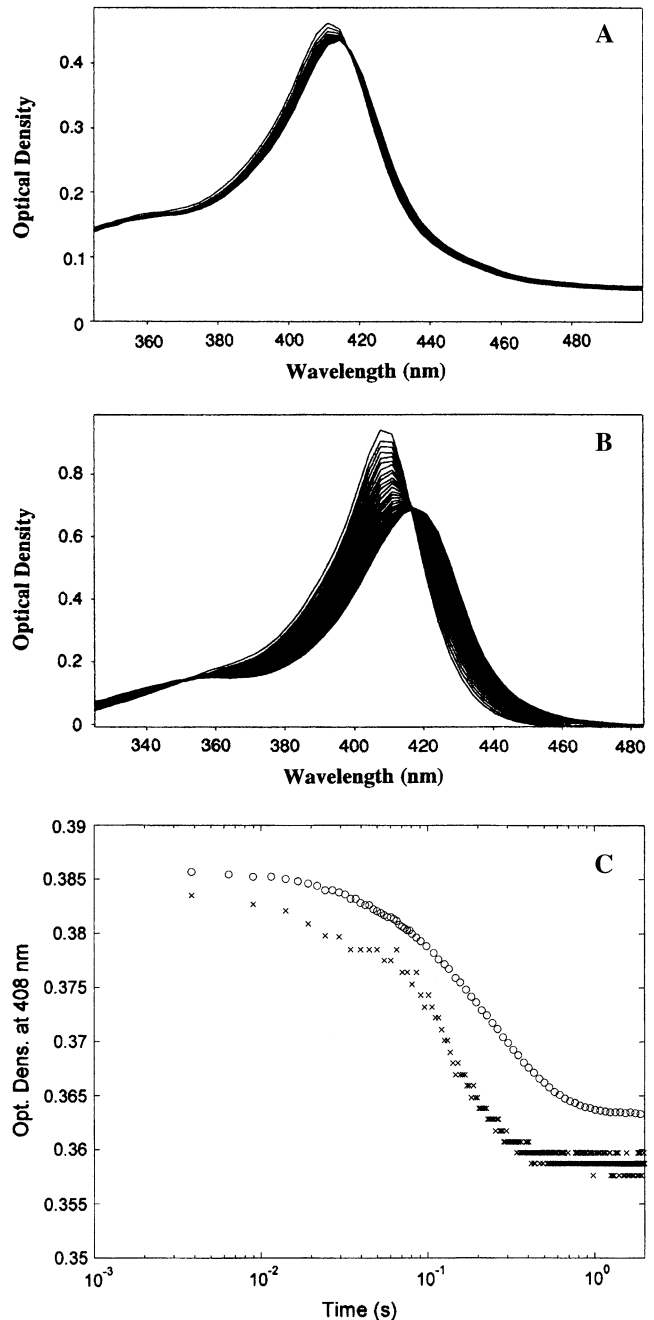 A
0.4
0.3
0.2
0.1
0
Optical Density
360 380 400 420 440 460 480
Wavelength (nm)
B
0.8
0.6
0.4
0.2
0
Optical Density
340 360 380 400 420 440 460 480
Wavelength (nm)
C
0.39
0.385
0.38
0.375
0.37
0.365
0.36
0.355
0.35
Opt. Dens. at 408 nm
10⁻³ 10⁻² 10⁻¹ 10⁰
Time (s)